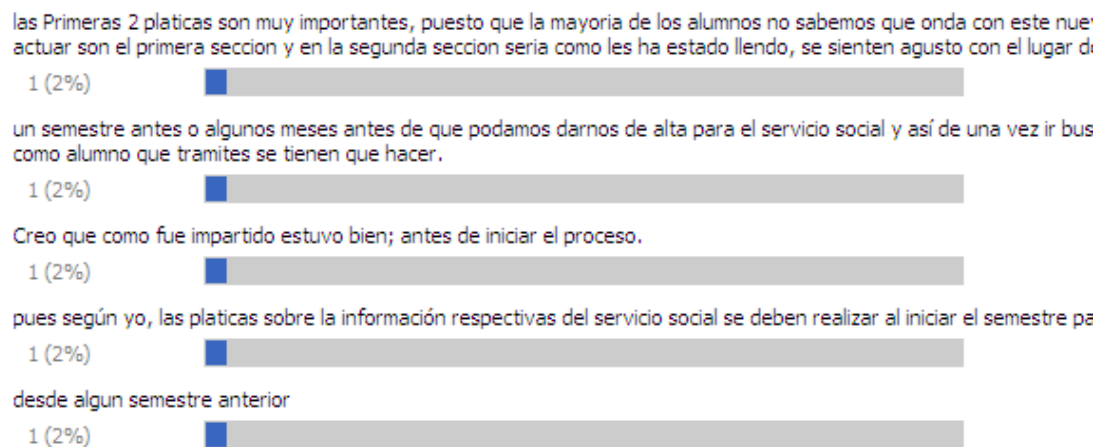 las Primeras 2 platicas son muy importantes, puesto que la mayoria de los alumnos no sabemos que onda con este
actuar son el primera seccion y en la segunda seccion seria como les ha estado llendo, se sienten agusto con el lugar
1 (2%)
un semestre antes o algunos meses antes de que podamos darnos de alta para el servicio social y así de una vez ir
como alumno que tramites se tienen que hacer.
1 (2%)
Creo que como fue impartido estuvo bien; antes de iniciar el proceso.
1 (2%)
pues según yo, las platicas sobre la información respectivas del servicio social se deben realizar al iniciar el semestre
1 (2%)
desde algun semestre anterior
1 (2%)